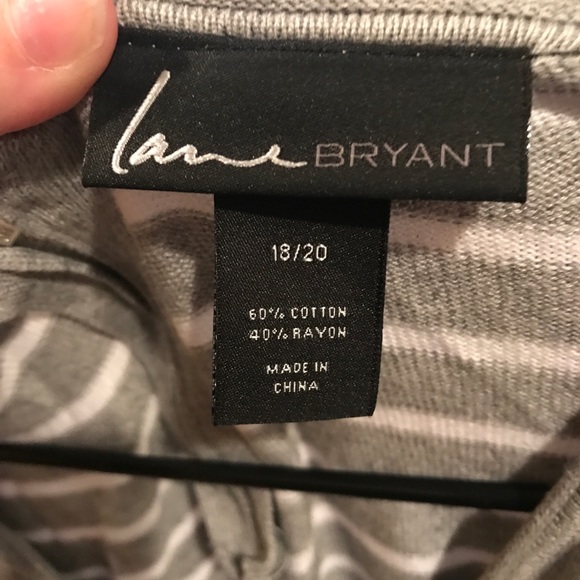 lane BRYANT
18/20
60% COTTON
40% RAYON
MADE IN
CHINA